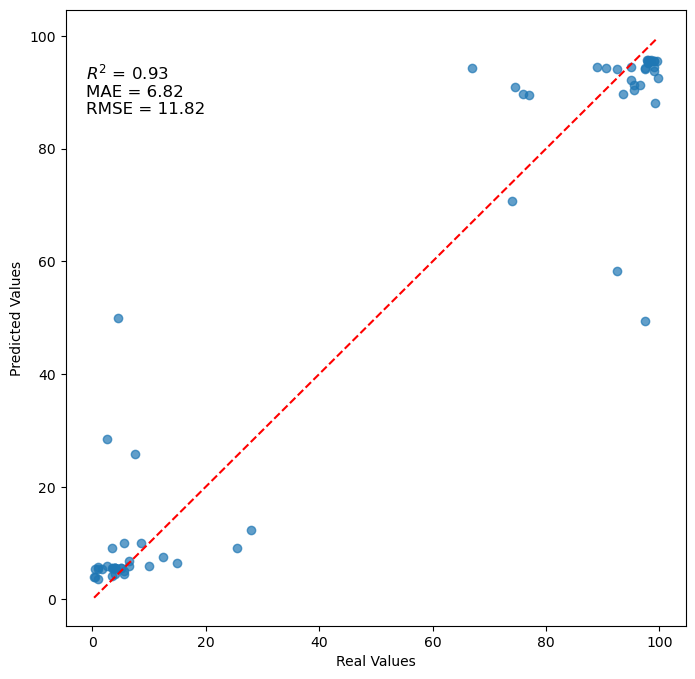 100
80
60
40
20
0
Predicted Values
R² = 0.93
MAE = 6.82
RMSE = 11.82
0 20 40 60 80 100
Real Values